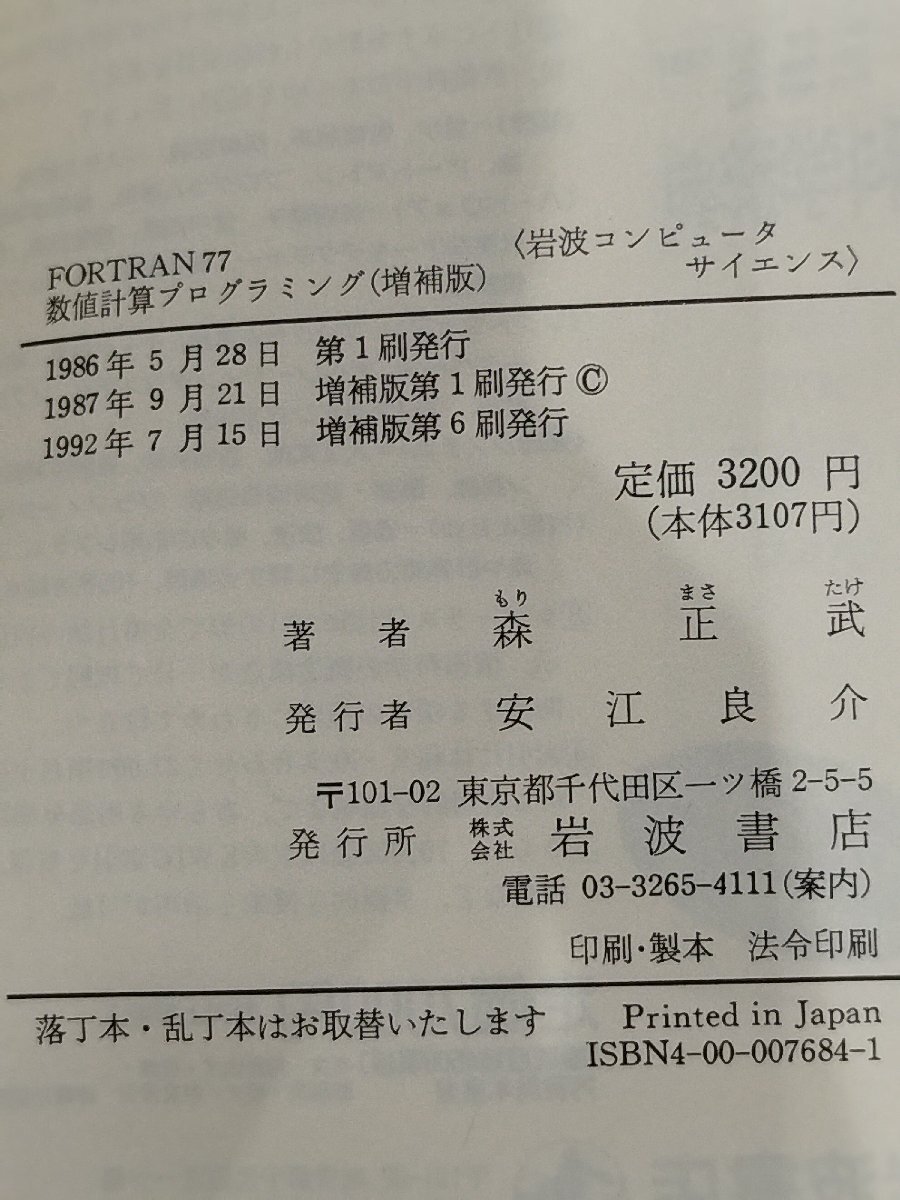 FORTRAN 77
数値計算プログラミング(増補版)
〈岩波コンピュータ
サイエンス〉
1986年5月28日 第1刷発行
1987年9月21日 増補版第1刷発行 ©
1992年7月15日 増補版第6刷発行
定価 3200 円
(本体3107円)
もり まさ たけ
著者 森正武
発行者 安江良介
〒101-02 東京都千代田区一ツ橋2-5-5
発行所 株式会社 岩波書店
電話 03-3265-4111(案内)
印刷・製本 法令印刷
落丁本・乱丁本はお取替いたします
Printed in Japan
ISBN4-00-007684-1